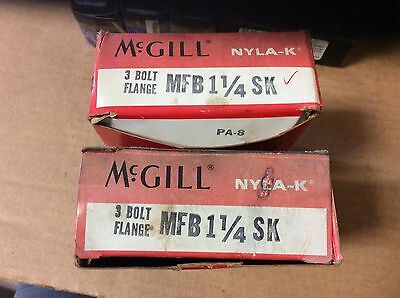 McGILL® NYLA-K®
3 BOLT
FLANGE MFB 1 1/4 SK ✓
PA-8
McGILL® NYLA-K®
3 BOLT
FLANGE MFB 1 1/4 SK